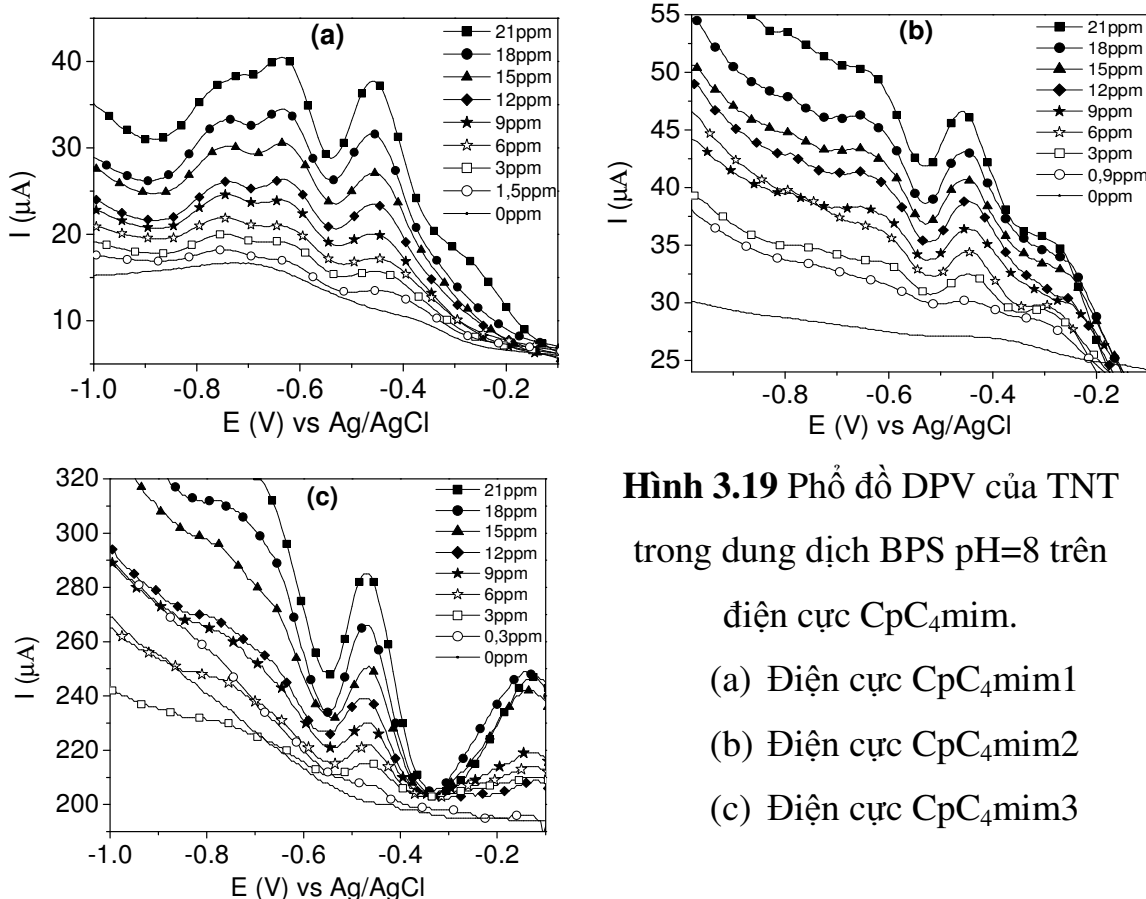 (a)
21ppm
18ppm
15ppm
12ppm
9ppm
6ppm
3ppm
1,5ppm
0ppm
40
30
20
10
I (μA)
-1.0 -0.8 -0.6 -0.4 -0.2
E (V) vs Ag/AgCl
(b)
21ppm
18ppm
15ppm
12ppm
9ppm
6ppm
3ppm
0,9ppm
0ppm
55
50
45
40
35
30
25
I (μA)
-0.8 -0.6 -0.4 -0.2
E (V) vs Ag/AgCl
(c)
21ppm
18ppm
15ppm
12ppm
9ppm
6ppm
3ppm
0,3ppm
0ppm
320
300
280
260
240
220
200
I (μA)
-1.0 -0.8 -0.6 -0.4 -0.2
E (V) vs Ag/AgCl
Hình 3.19 Phổ đồ DPV của TNT
trong dung dịch BPS pH=8 trên
điện cực CpC₄mim.
(a) Điện cực CpC₄mim1
(b) Điện cực CpC₄mim2
(c) Điện cực CpC₄mim3